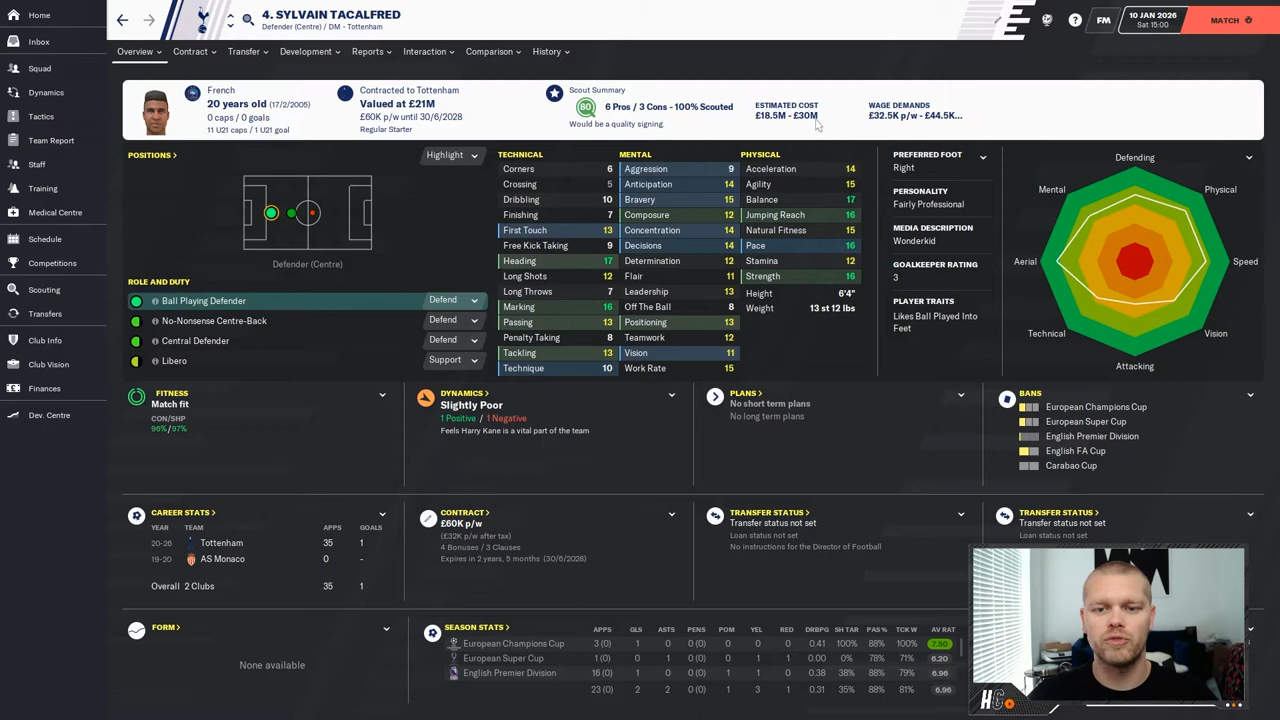 Home
Inbox
Squad
Dynamics
Tactics
Team Report
Staff
Training
Medical Centre
Schedule
Competitions
Scouting
Transfers
Club Info
Club Vision
Finances
Dev. Centre
4. SYLVAIN TACALFRED
Defender (Centre) / DM - Tottenham
FM
10 JAN 2026
Sat 15:00
MATCH
Overview
Contract
Transfer
Development
Reports
Interaction
Comparison
History
French
20 years old (17/2/2005)
0 caps / 0 goals
11 U21 caps / 1 U21 goal
Contracted to Tottenham
Valued at £21M
£60K p/w until 30/6/2028
Regular Starter
Scout Summary
80
6 Pros / 3 Cons - 100% Scouted
Would be a quality signing.
ESTIMATED COST
£18.5M - £30M
WAGE DEMANDS
£32.5K p/w - £44.5K...
POSITIONS >
Highlight
Defender (Centre)
ROLE AND DUTY
Ball Playing Defender Defend
No-Nonsense Centre-Back Defend
Central Defender Defend
Libero Support
TECHNICAL
Corners 6
Crossing 5
Dribbling 10
Finishing 7
First Touch 13
Free Kick Taking 9
Heading 17
Long Shots 12
Long Throws 7
Marking 16
Passing 13
Penalty Taking 8
Tackling 13
Technique 10
MENTAL
Aggression 9
Anticipation 14
Bravery 15
Composure 12
Concentration 14
Decisions 14
Determination 12
Flair 11
Leadership 13
Off The Ball 8
Positioning 13
Teamwork 12
Vision 11
Work Rate 15
PHYSICAL
Acceleration 14
Agility 15
Balance 17
Jumping Reach 16
Natural Fitness 15
Pace 16
Stamina 12
Strength 16
Height 6'4"
Weight 13 st 12 lbs
PREFERRED FOOT
Right
PERSONALITY
Fairly Professional
MEDIA DESCRIPTION
Wonderkid
GOALKEEPER RATING
3
PLAYER TRAITS
Likes Ball Played Into
Feet
Defending
Mental
Physical
Aerial
Speed
Technical
Vision
Attacking
FITNESS
Match fit
CON/SHP
96%/97%
DYNAMICS >
Slightly Poor
1 Positive / 1 Negative
Feels Harry Kane is a vital part of the team
PLANS >
No short term plans
No long term plans
BANS
European Champions Cup
European Super Cup
English Premier Division
English FA Cup
Carabao Cup
CAREER STATS >
YEAR TEAM APPS GOALS
20-26 Tottenham 35 1
19-20 AS Monaco 0 -
Overall 2 Clubs 35 1
CONTRACT >
£60K p/w
(£32K p/w after tax)
4 Bonuses / 3 Clauses
Expires in 2 years, 5 months (30/6/2028)
TRANSFER STATUS >
Transfer status not set
Loan status not set
No instructions for the Director of Football
TRANSFER STATUS >
Transfer status not set
Loan status not set
FORM >
None available
SEASON STATS >
APPS GLS ASTS PENS POM YEL RED DRBPG SH TAR PAS% TCK W AV RAT
European Champions Cup 3 (0) 1 0 0 (0) 0 0 0 0.41 100% 88% 100% 7.50
European Super Cup 1 (0) 0 0 0 (0) 0 1 1 0.00 0% 78% 71% 6.20
English Premier Division 16 (0) 1 1 0 (0) 1 1 0 0.38 38% 88% 79% 6.96
23 (0) 2 2 0 (0) 1 3 1 0.31 35% 88% 81% 6.96
HG